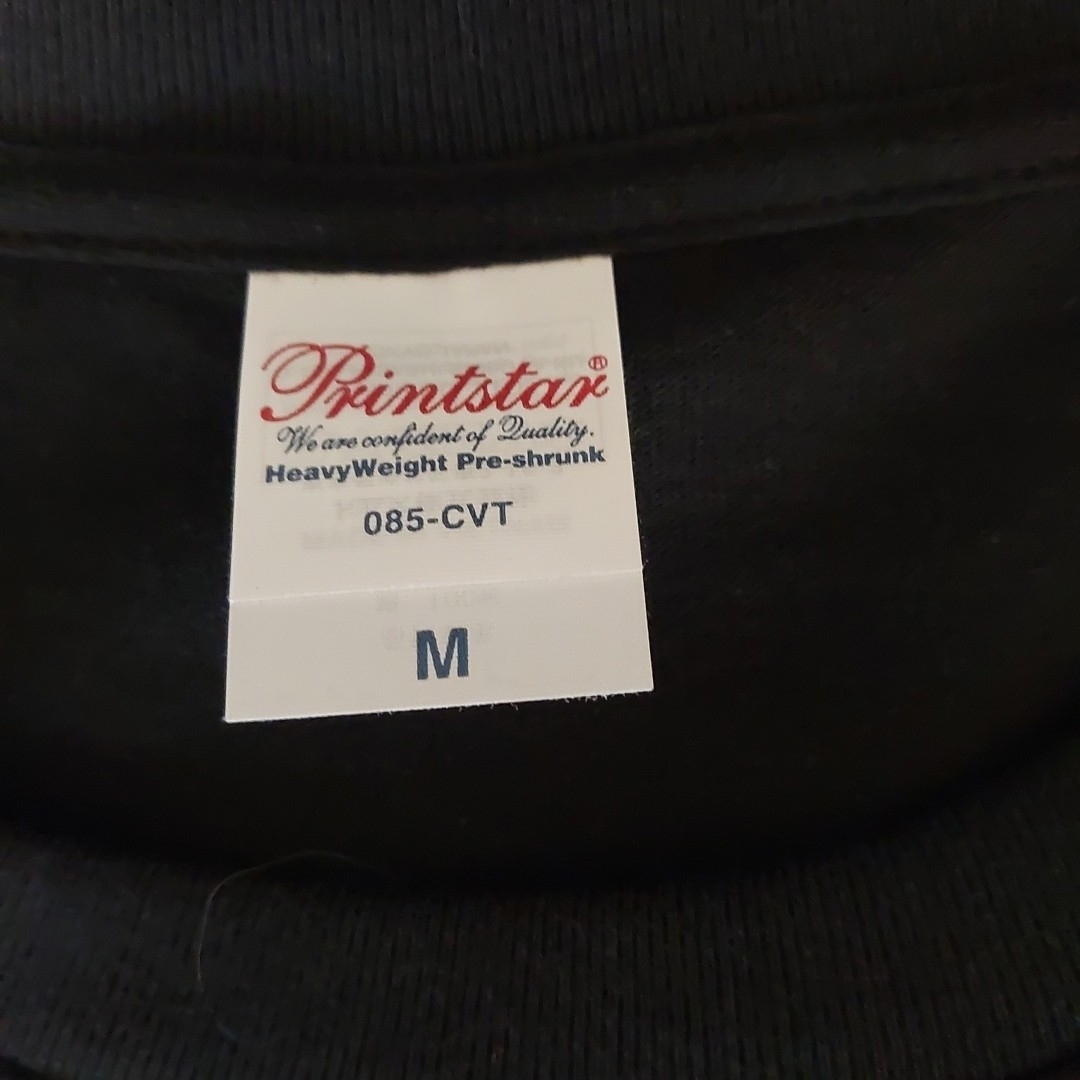 Printstar®
We are confident of Quality.
HeavyWeight Pre-shrunk
085-CVT
M